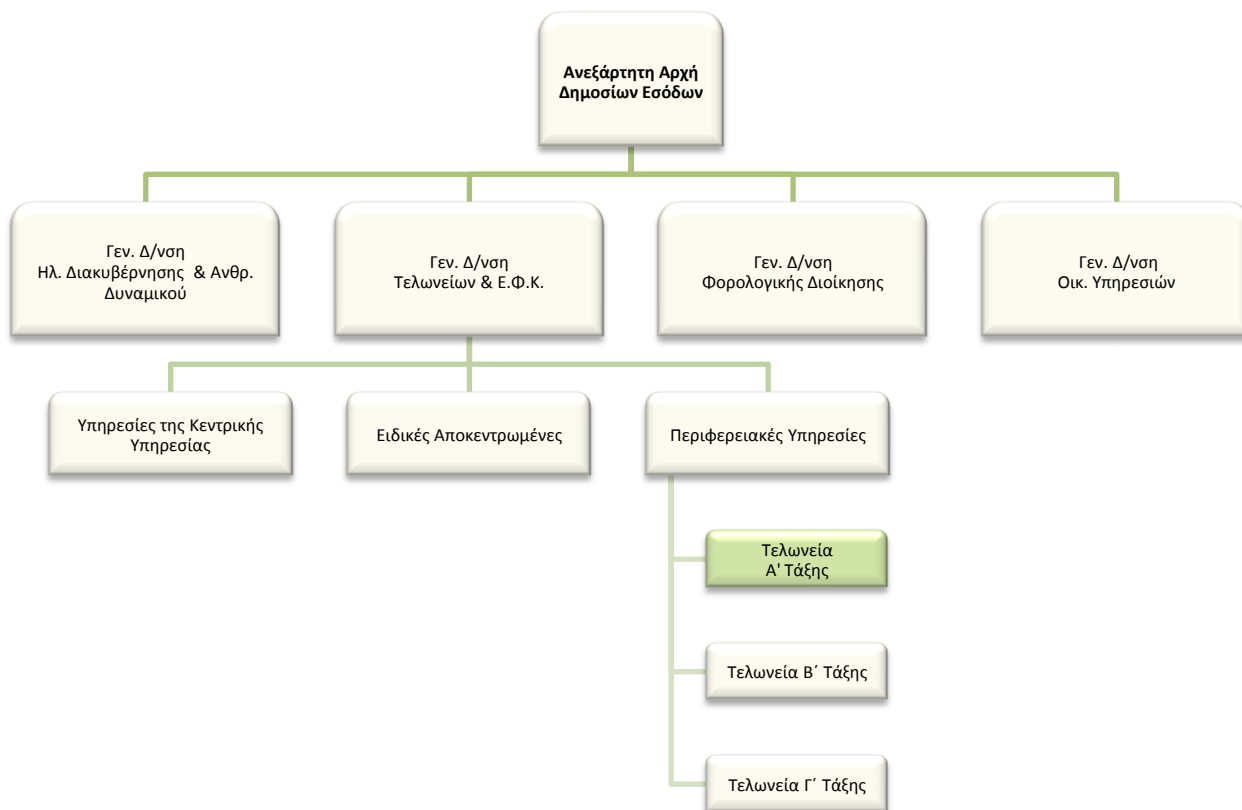 Ανεξάρτητη Αρχή
Δημοσίων Εσόδων
Γεν. Δ/νση
Ηλ. Διακυβέρνησης & Ανθρ.
Δυναμικού
Γεν. Δ/νση
Τελωνείων & Ε.Φ.Κ.
Γεν. Δ/νση
Φορολογικής Διοίκησης
Γεν. Δ/νση
Οικ. Υπηρεσιών
Υπηρεσίες της Κεντρικής
Υπηρεσίας
Ειδικές Αποκεντρωμένες
Περιφερειακές Υπηρεσίες
Τελωνεία
Α' Τάξης
Τελωνεία Β΄ Τάξης
Τελωνεία Γ΄ Τάξης